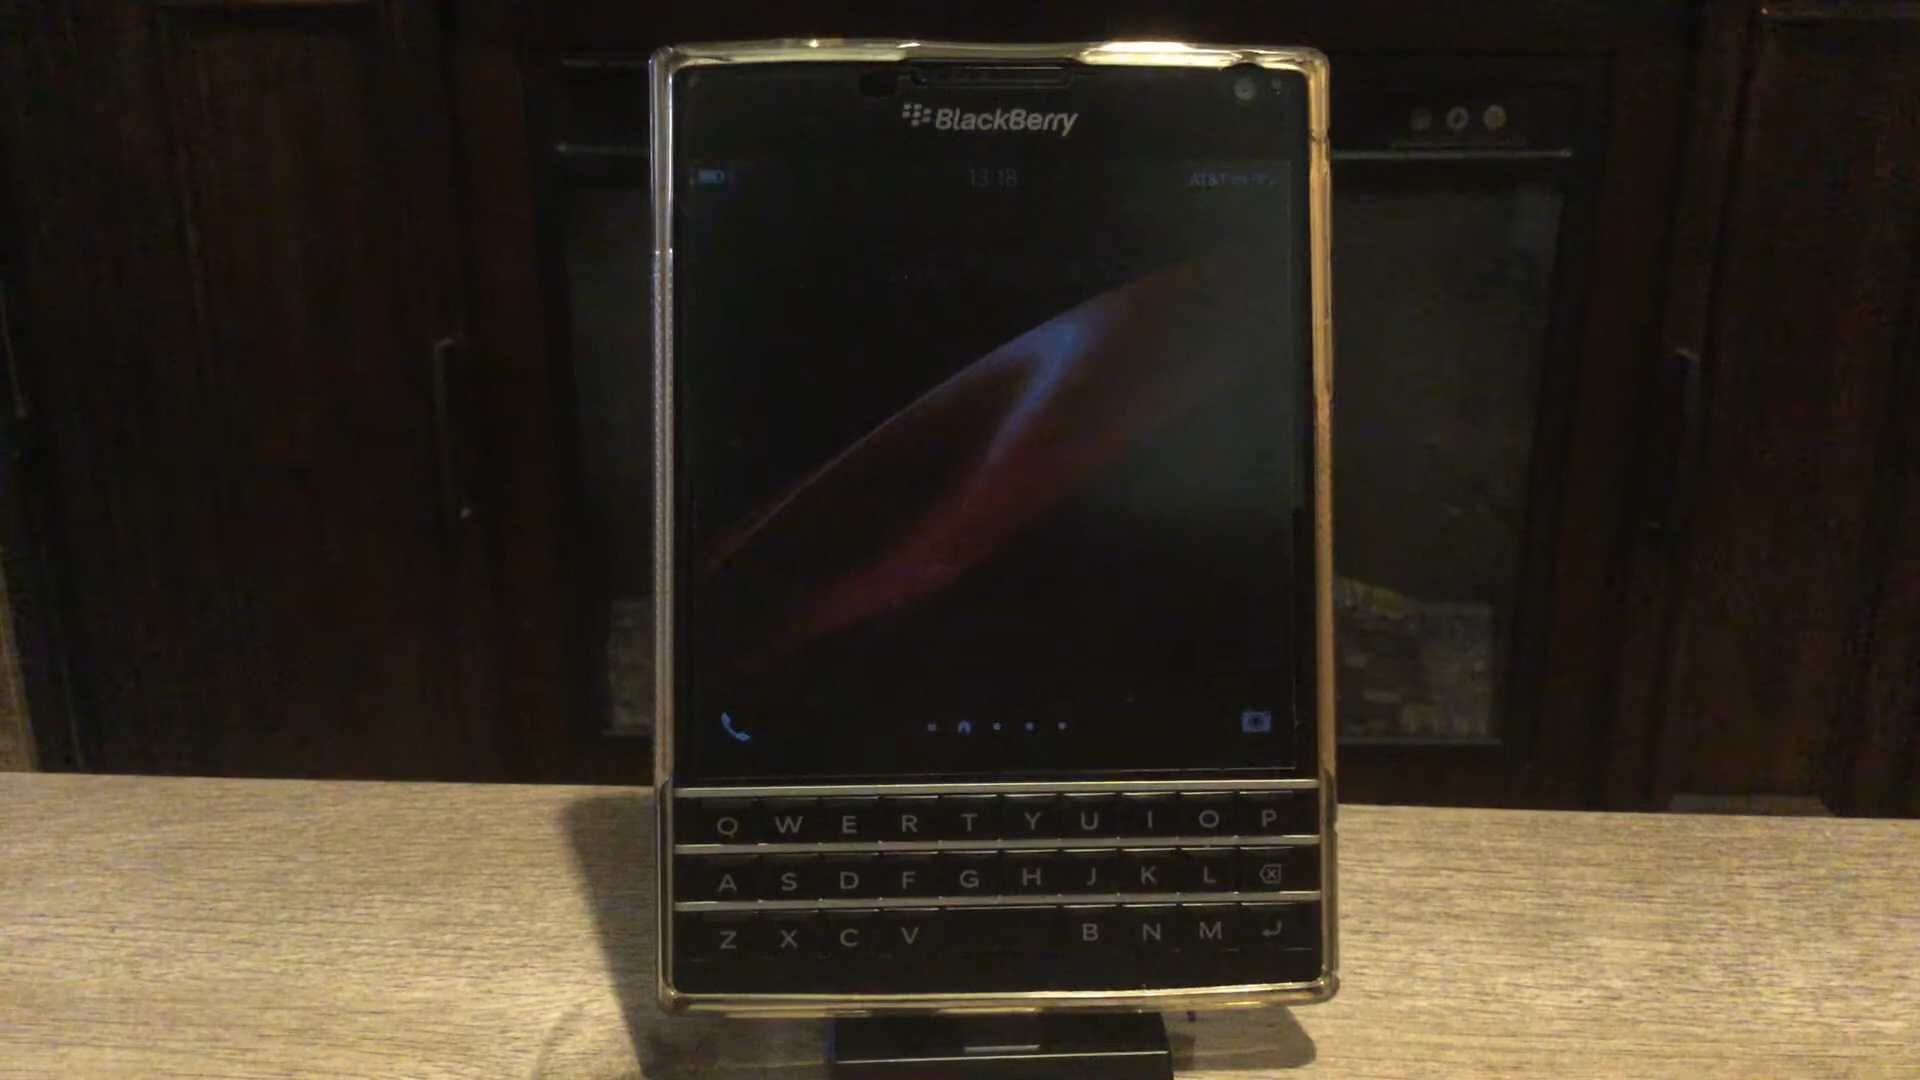 BlackBerry
13:18
AT&T
Q W E R T Y U I O P
A S D F G H J K L
Z X C V B N M